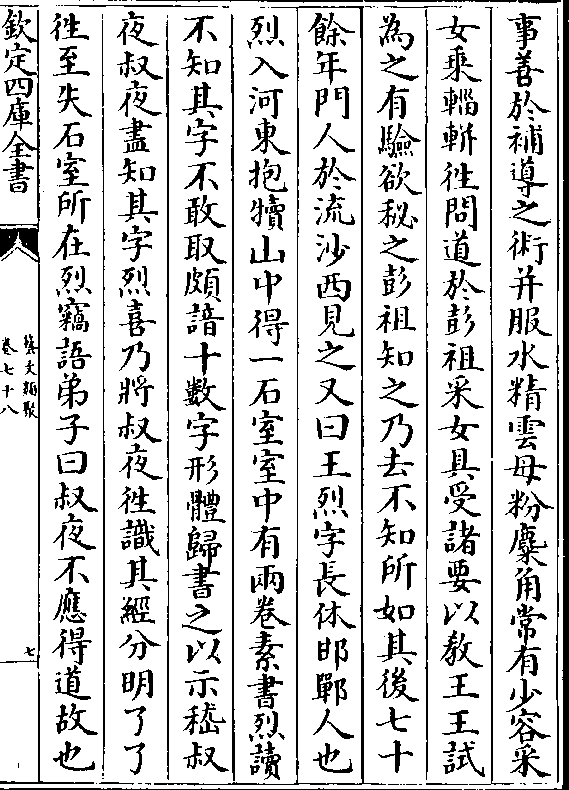 事善於補導之術并服水精雲母粉麋角常有少容采
女乘輜軿徃問道於彭祖采女具受諸要以教王王試
為之有驗欲秘之彭祖知之乃去不知所如其後七十
餘年門人於流沙西見之又曰王烈字長休邯鄲人也
烈入河東抱犢山中得一石室室中有兩卷素書烈讀
不知其字不敢取頗諳十數字形體歸書之以示嵇叔
夜叔夜盡知其字烈喜乃將叔夜徃識其經分明了了
徃至失石室所在烈竊語弟子曰叔夜不應得道故也
欽定四庫全書
藝文類聚
卷七十八
七